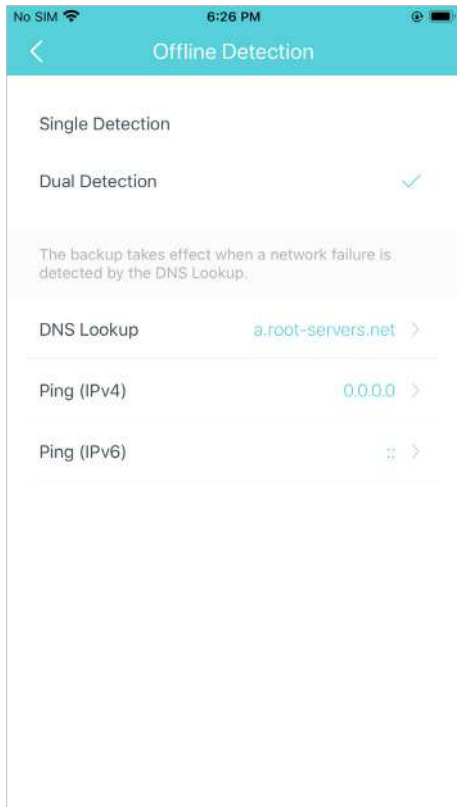 No SIM 6:26 PM
Offline Detection
Single Detection
Dual Detection
The backup takes effect when a network failure is
detected by the DNS Lookup.
DNS Lookup a.root-servers.net
Ping (IPv4) 0.0.0.0
Ping (IPv6) ::